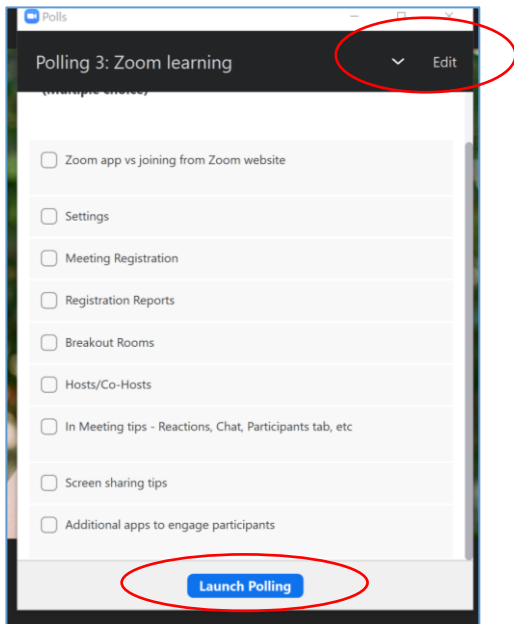 Polls
Polling 3: Zoom learning
Edit
(Multiple choice)
Zoom app vs joining from Zoom website
Settings
Meeting Registration
Registration Reports
Breakout Rooms
Hosts/Co-Hosts
In Meeting tips - Reactions, Chat, Participants tab, etc
Screen sharing tips
Additional apps to engage participants
Launch Polling